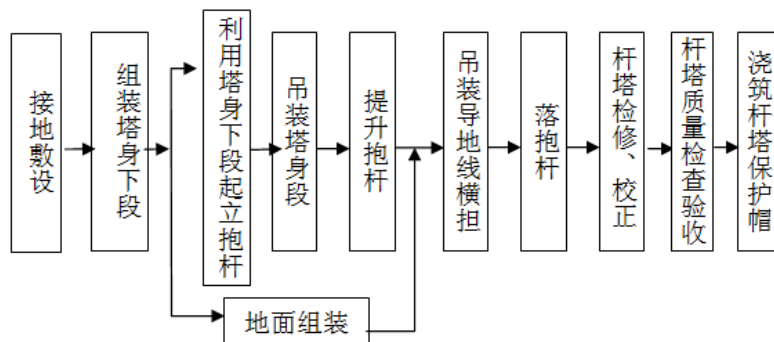 接地敷设
组装塔身下段
利用塔身下段起立抱杆
吊装塔身段
提升抱杆
吊装导地线横担
落抱杆
杆塔检修、校正
杆塔质量检查验收
浇筑杆塔保护帽
地面组装